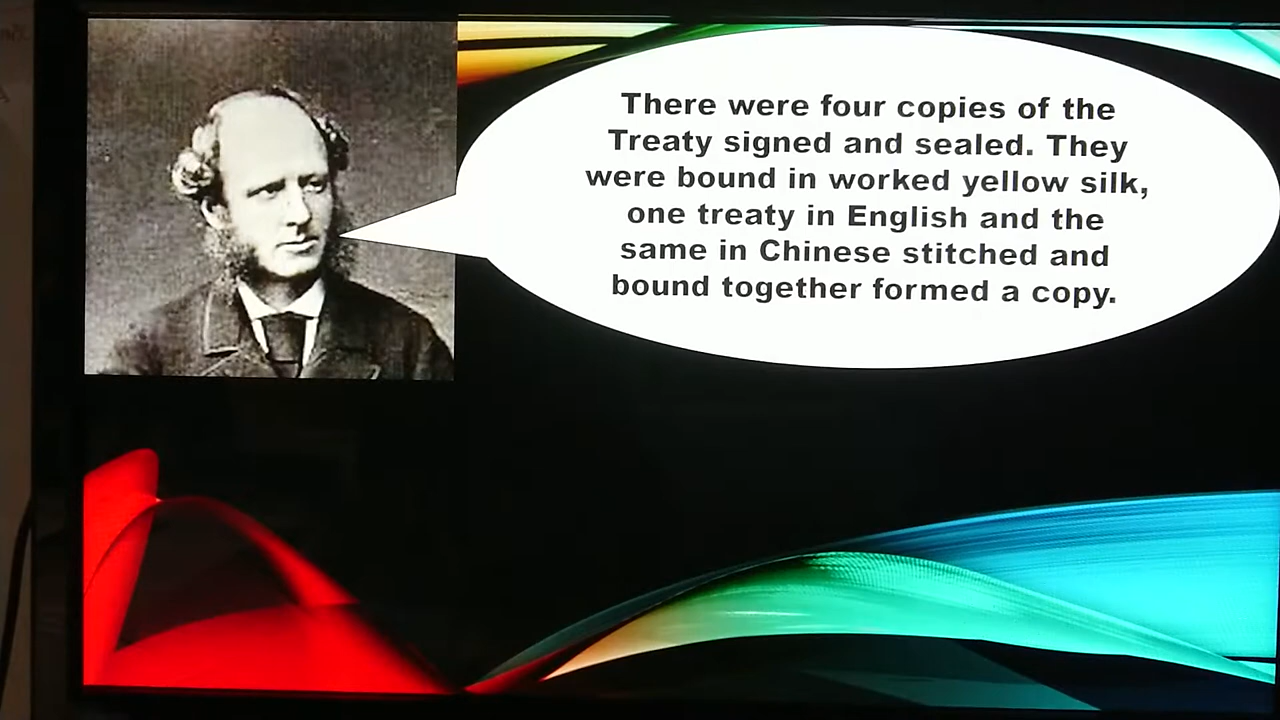 There were four copies of the
Treaty signed and sealed. They
were bound in worked yellow silk,
one treaty in English and the
same in Chinese stitched and
bound together formed a copy.